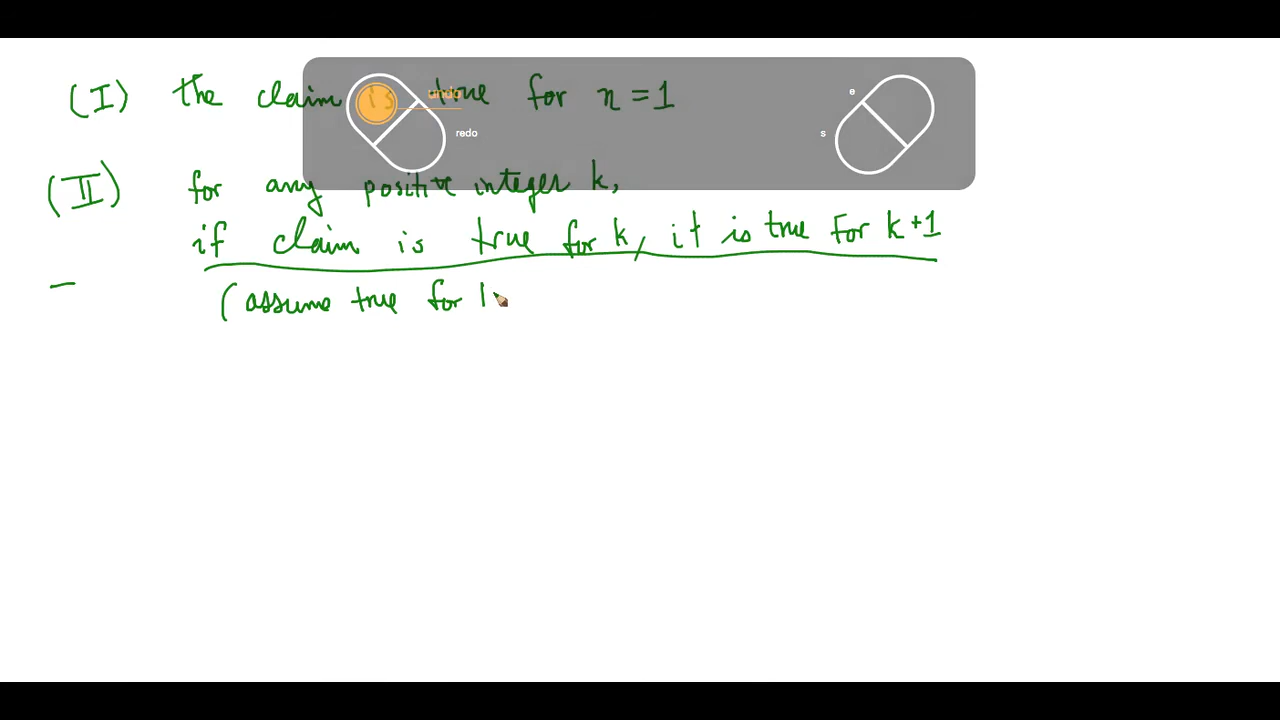 (I) the claim is true for n = 1
undo
redo
e
s
(II) for any positive integer k,
if claim is true for k, it is true for k+1
(assume true for